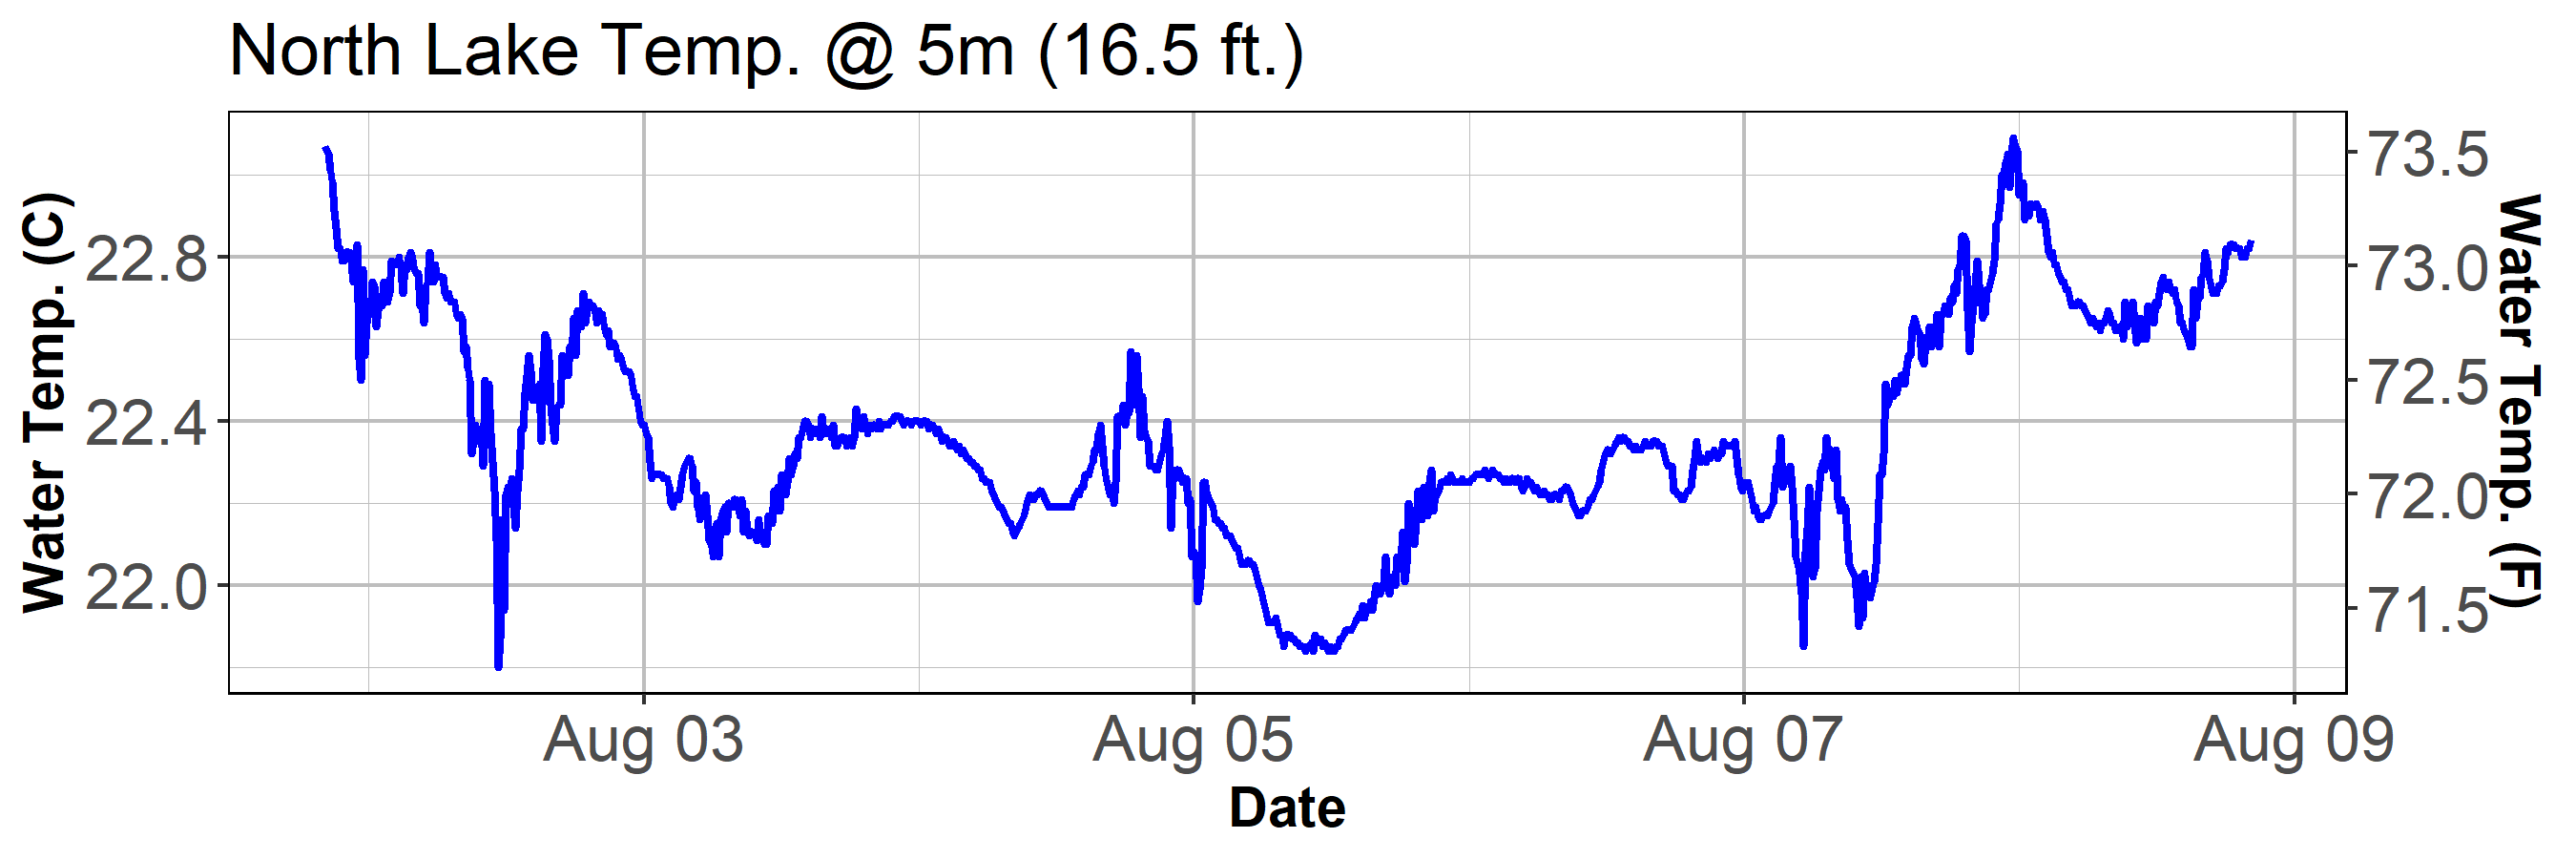 North Lake Temp. @ 5m (16.5 ft.)
Water Temp. (C)
22.8
22.4
22.0
73.5
73.0
72.5
72.0
71.5
Water Temp. (F)
Aug 03 Aug 05 Aug 07 Aug 09
Date